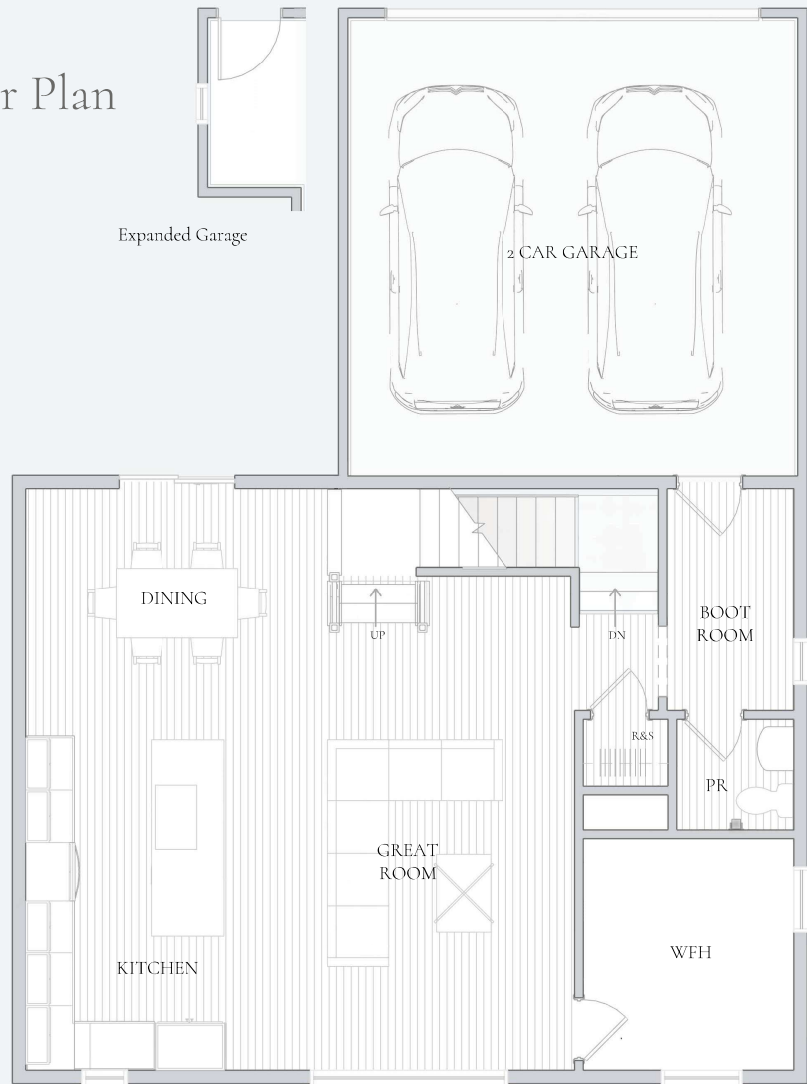 r Plan
Expanded Garage
2 CAR GARAGE
DINING
UP
DN
BOOT
ROOM
R&S
PR
GREAT
ROOM
KITCHEN
WFH